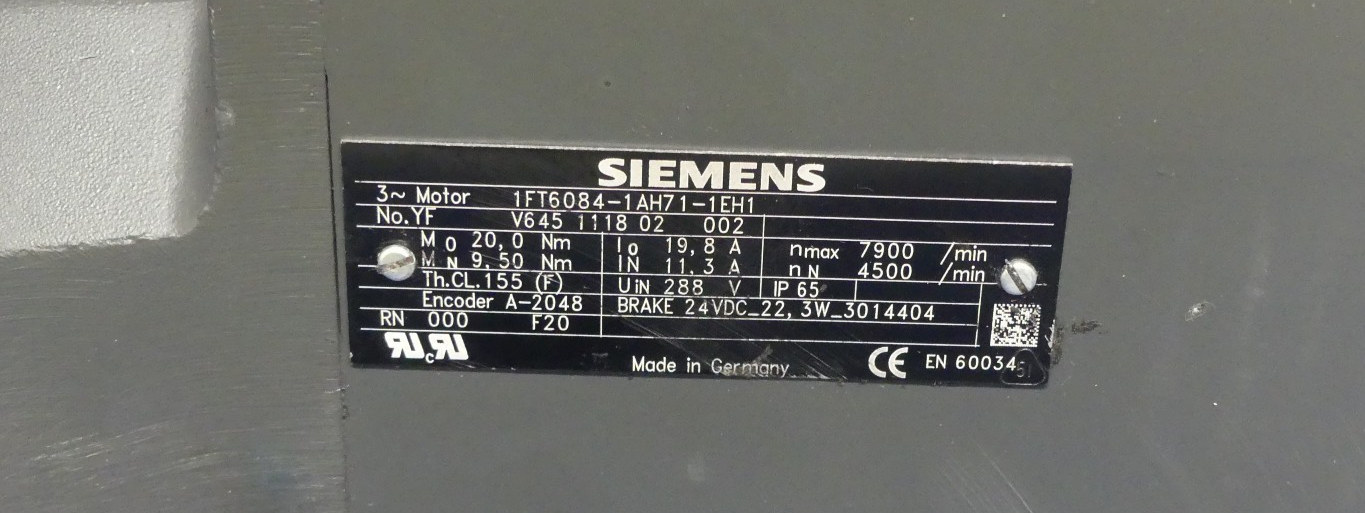 SIEMENS
3~ Motor 1FT6084-1AH71-1EH1
No. YF V645 1118 02 002
M0 20,0 Nm I0 19,8 A nmax 7900 /min
MN 9,50 Nm IN 11,3 A nN 4500 /min
Th.CL.155 (F) UiN 288 V IP 65
Encoder A-2048 BRAKE 24VDC_22,3W_3014404
RN 000 F20
Made in Germany CE EN 60034